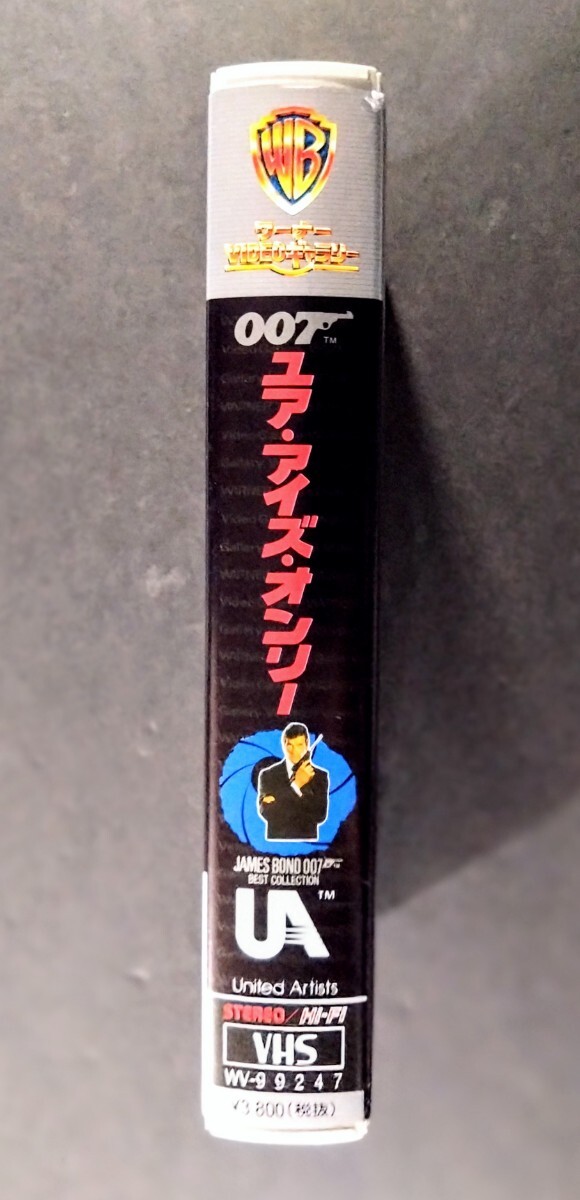 WB
ワーナー
VIDEOギャラリー
007™
ユア・アイズ・オンリー
JAMES BOND 007
BEST COLLECTION
UA™
United Artists
STEREO/HI-FI
VHS
WV-99247
¥3,800(税抜)